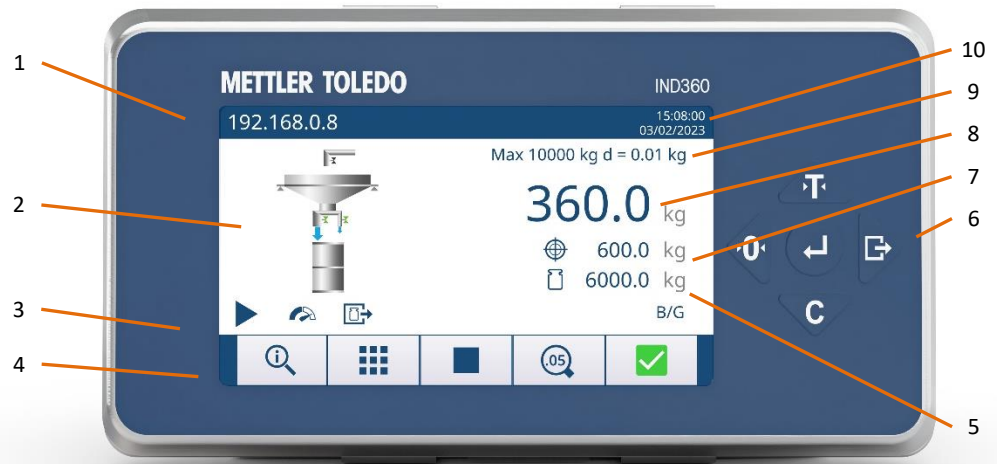 1
10
METTLER TOLEDO
IND360
9
192.168.0.8
15:08:00
03/02/2023
8
Max 10000 kg d = 0.01 kg
7
360.0 kg
T
2
600.0 kg
6
0
6000.0 kg
3
B/G
C
4
.05
5